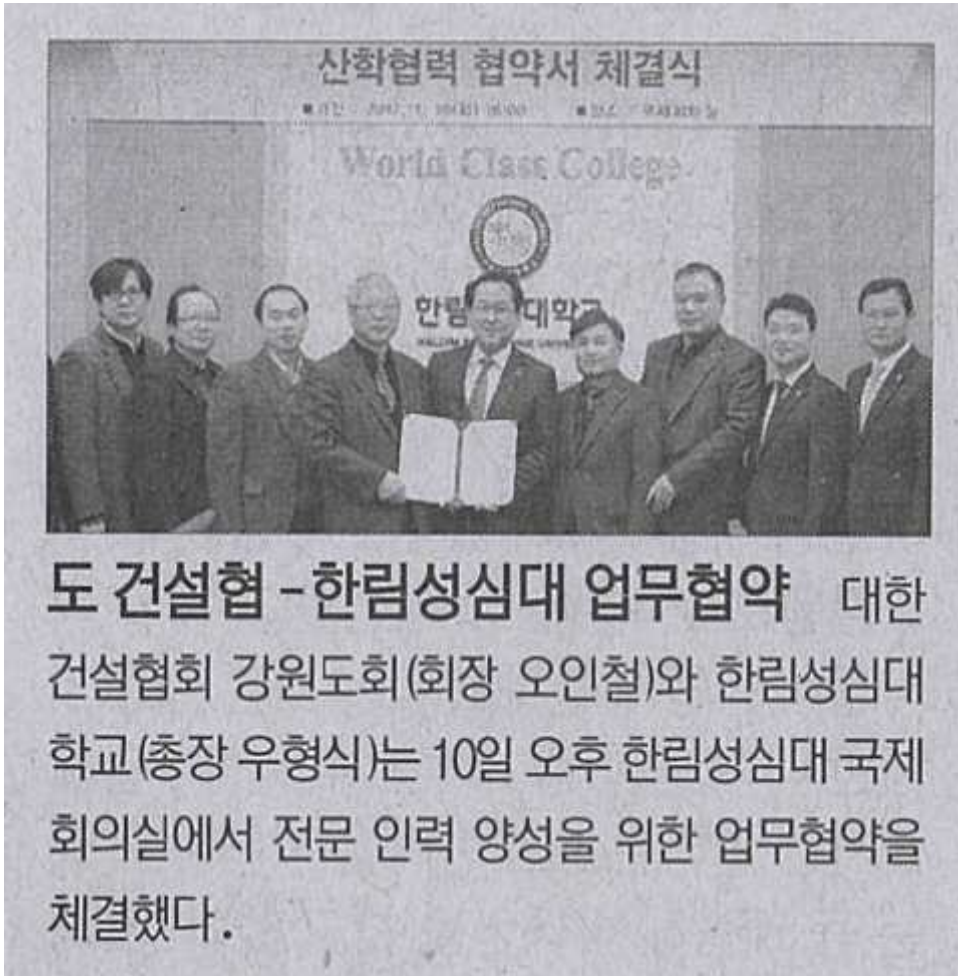 산학협력 협약서 체결식
World Class College
도 건설협 - 한림성심대 업무협약 대한
건설협회 강원도회(회장 오인철)와 한림성심대
학교(총장 우형식)는 10일 오후 한림성심대 국제
회의실에서 전문 인력 양성을 위한 업무협약을
체결했다.